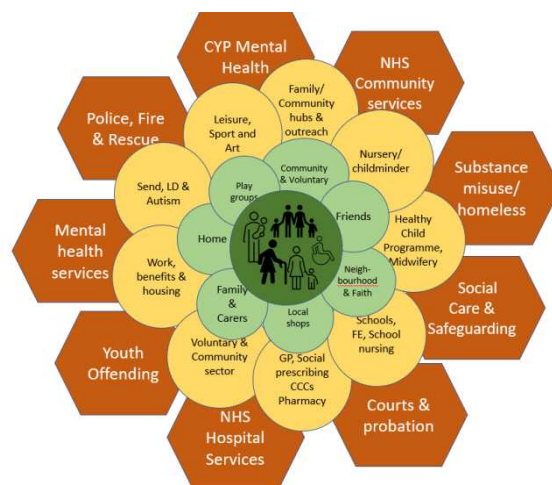 CYP Mental
Health
NHS
Community
services
Substance
misuse/
homeless
Social
Care &
Safeguarding
Courts &
probation
NHS
Hospital
Services
Youth
Offending
Mental
health
services
Police, Fire
& Rescue
Family/
Community
hubs &
outreach
Nursery/
childminder
Healthy
Child
Programme,
Midwifery
Schools,
FE, School
nursing
GP, Social
prescribing
CCCs
Pharmacy
Voluntary &
Community
sector
Work,
benefits &
housing
Send, LD &
Autism
Leisure,
Sport and
Art
Community
& Voluntary
Friends
Neigh-
bourhood
& Faith
Local
shops
Family
&
Carers
Home
Play
groups